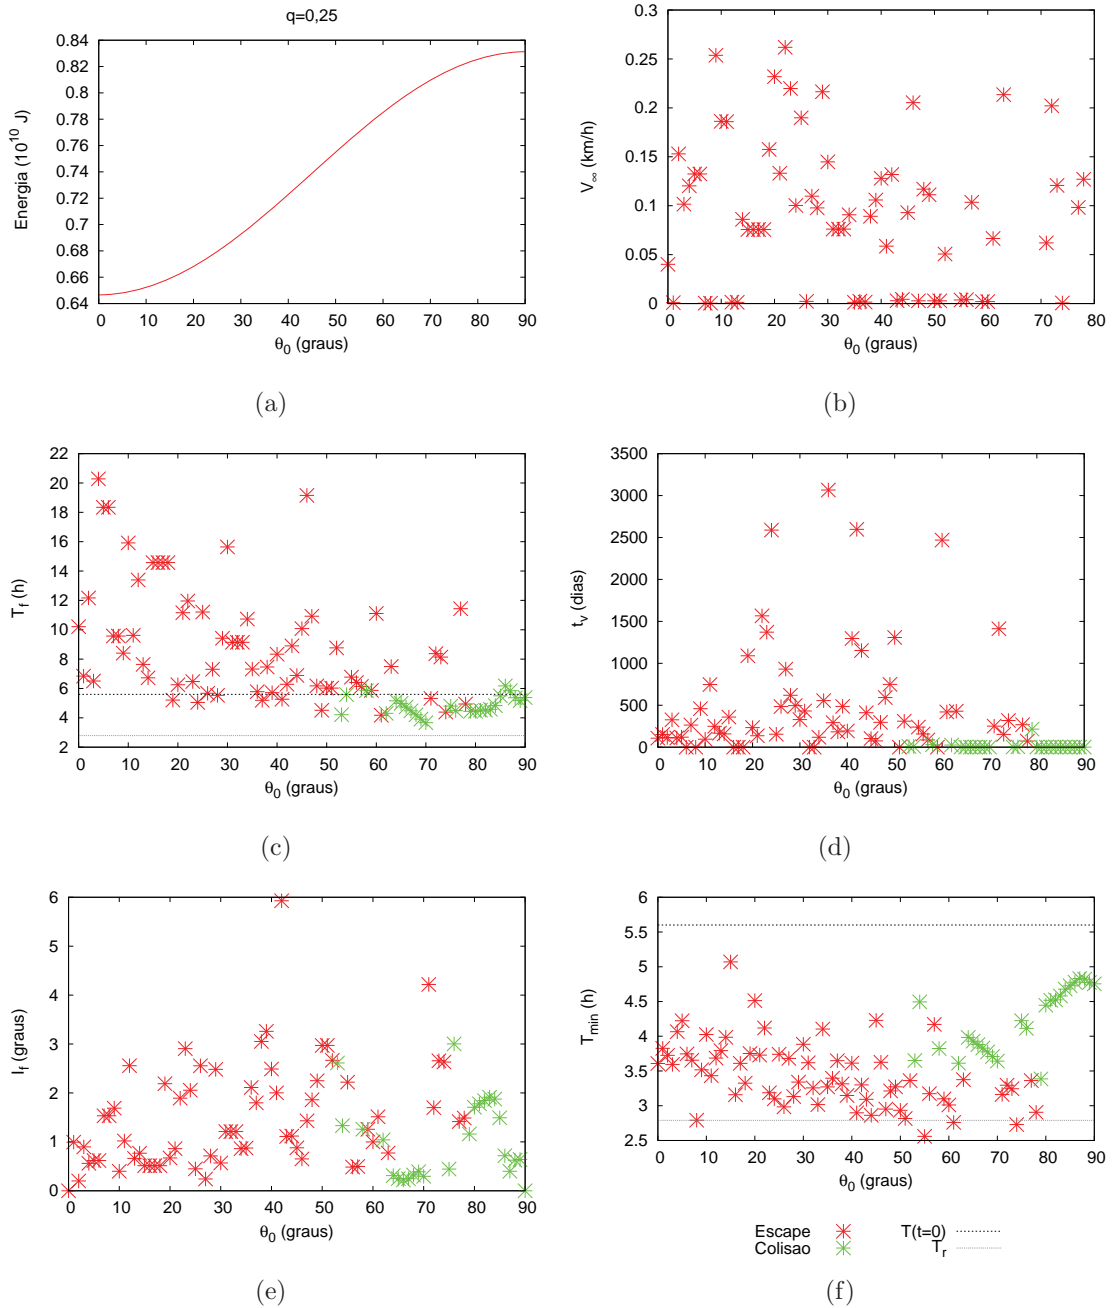 q=0,25
Energia (10^10 J)
0.84
0.82
0.8
0.78
0.76
0.74
0.72
0.7
0.68
0.66
0.64
0 10 20 30 40 50 60 70 80 90
θ₀ (graus)
(a)
V∞ (km/h)
0.3
0.25
0.2
0.15
0.1
0.05
0
0 10 20 30 40 50 60 70 80
θ₀ (graus)
(b)
T_f (h)
22
20
18
16
14
12
10
8
6
4
2
0 10 20 30 40 50 60 70 80 90
θ₀ (graus)
(c)
t_v (dias)
3500
3000
2500
2000
1500
1000
500
0
0 10 20 30 40 50 60 70 80 90
θ₀ (graus)
(d)
I_f (graus)
6
5
4
3
2
1
0
0 10 20 30 40 50 60 70 80 90
θ₀ (graus)
(e)
T_min (h)
6
5.5
5
4.5
4
3.5
3
2.5
0 10 20 30 40 50 60 70 80 90
θ₀ (graus)
Escape
Colisao
T(t=0)
T_r
(f)